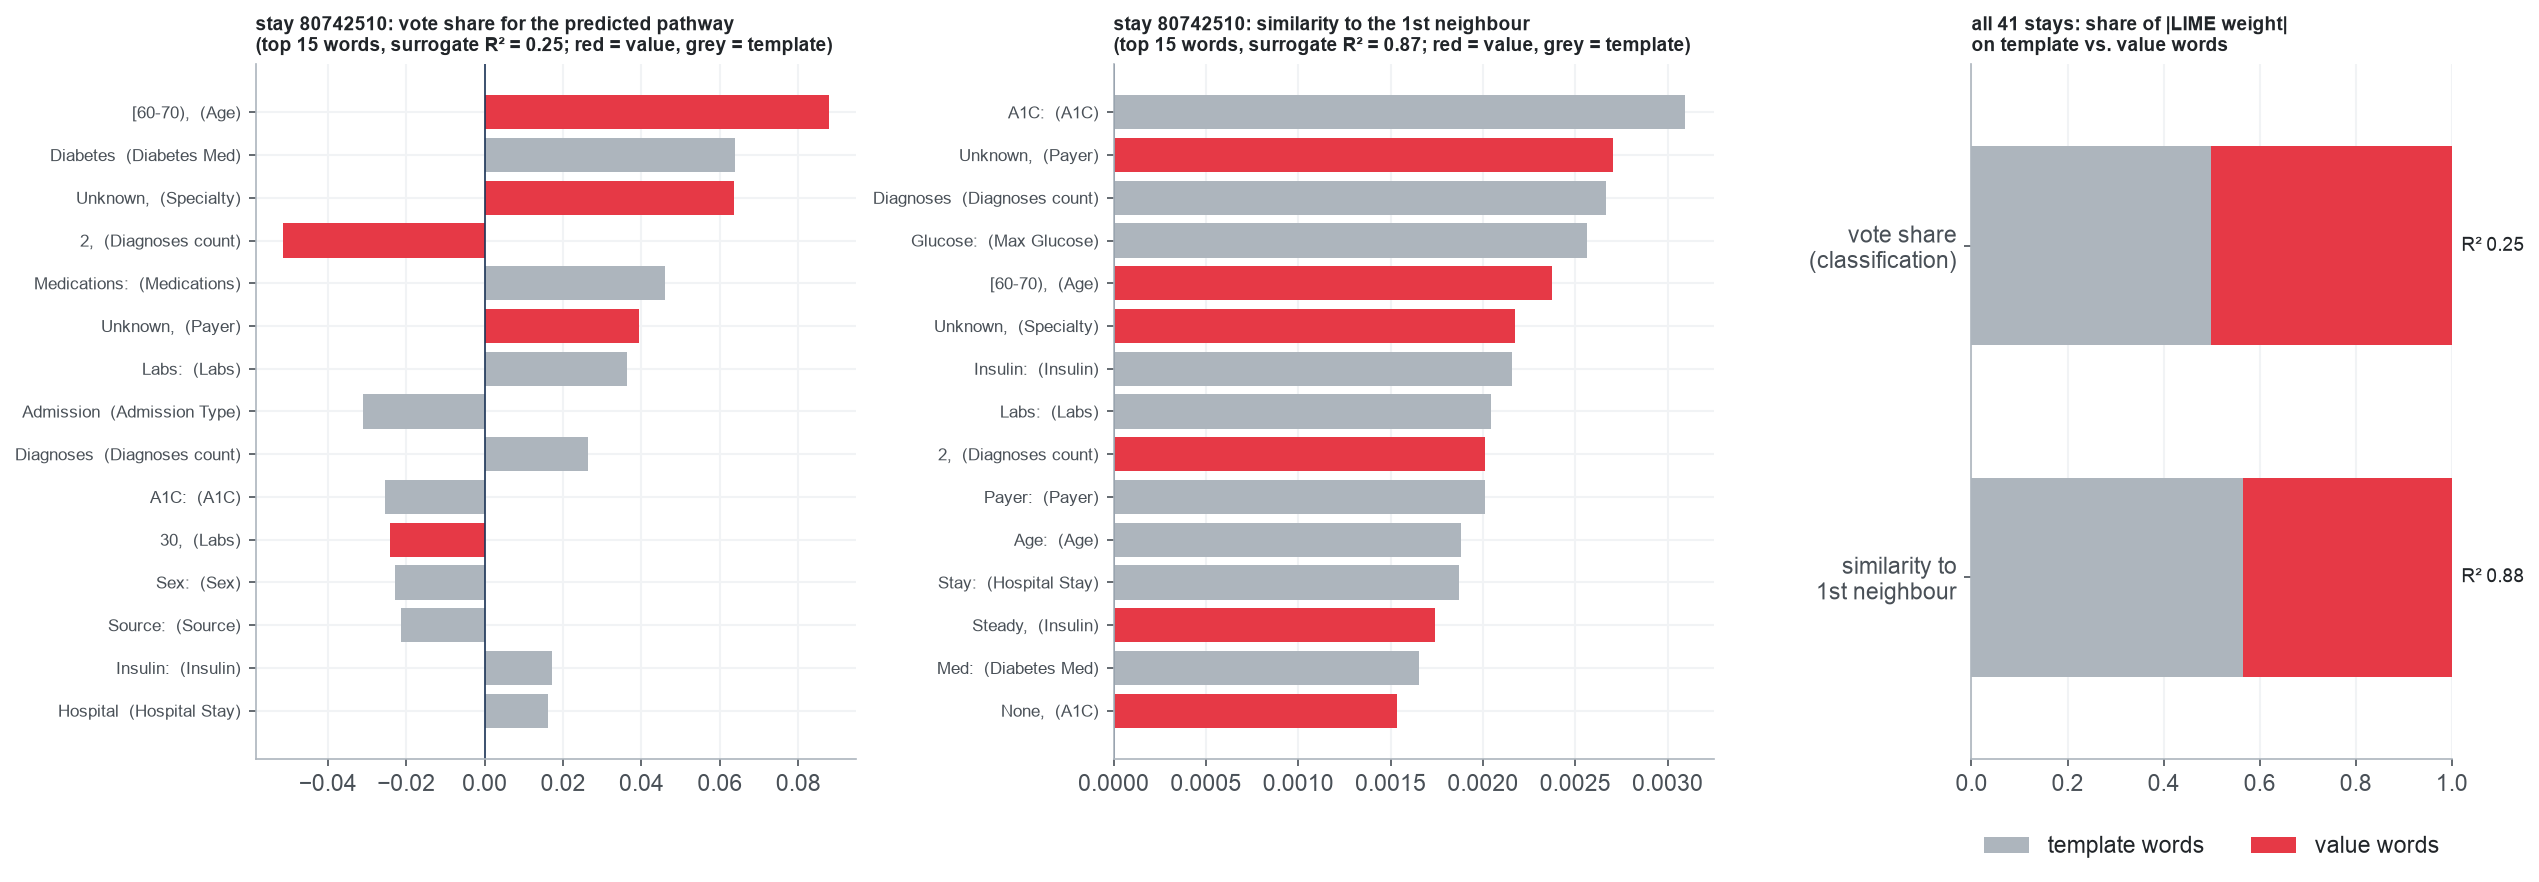 stay 80742510: vote share for the predicted pathway
(top 15 words, surrogate R² = 0.25; red = value, grey = template)
[60-70),  (Age)
Diabetes  (Diabetes Med)
Unknown,  (Specialty)
2,  (Diagnoses count)
Medications:  (Medications)
Unknown,  (Payer)
Labs:  (Labs)
Admission  (Admission Type)
Diagnoses  (Diagnoses count)
A1C:  (A1C)
30,  (Labs)
Sex:  (Sex)
Source:  (Source)
Insulin:  (Insulin)
Hospital  (Hospital Stay)
−0.04 −0.02 0.00 0.02 0.04 0.06 0.08
stay 80742510: similarity to the 1st neighbour
(top 15 words, surrogate R² = 0.87; red = value, grey = template)
A1C:  (A1C)
Unknown,  (Payer)
Diagnoses  (Diagnoses count)
Glucose:  (Max Glucose)
[60-70),  (Age)
Unknown,  (Specialty)
Insulin:  (Insulin)
Labs:  (Labs)
2,  (Diagnoses count)
Payer:  (Payer)
Age:  (Age)
Stay:  (Hospital Stay)
Steady,  (Insulin)
Med:  (Diabetes Med)
None,  (A1C)
0.0000 0.0005 0.0010 0.0015 0.0020 0.0025 0.0030
all 41 stays: share of |LIME weight|
on template vs. value words
vote share
(classification)
R² 0.25
similarity to
1st neighbour
R² 0.88
0.0 0.2 0.4 0.6 0.8 1.0
template words
value words